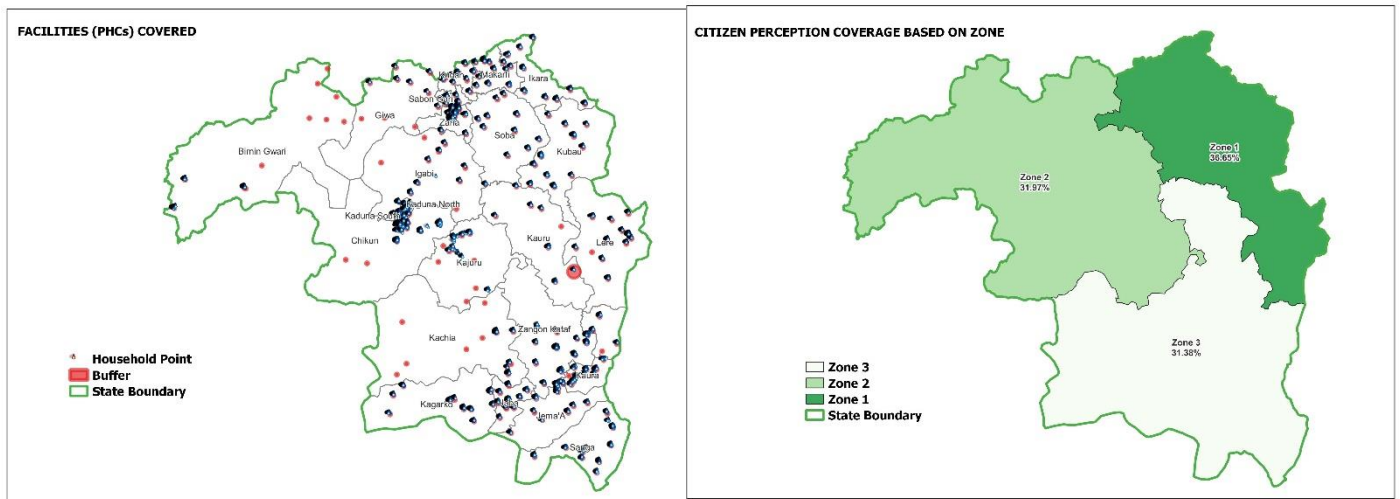 FACILITIES (PHCs) COVERED
Makarfi
Ikara
Sabon Gari
Zaria
Giwa
Soba
Birnin Gwari
Kubau
Igabi
Kaduna North
Kaduna South
Chikun
Kauru
Lere
Kajuru
Kachia
Zangon Kataf
Kaura
Kagarko
Jaba
Jema'A
Sanga
Household Point
Buffer
State Boundary
CITIZEN PERCEPTION COVERAGE BASED ON ZONE
Zone 1
36.65%
Zone 2
31.97%
Zone 3
31.38%
Zone 3
Zone 2
Zone 1
State Boundary